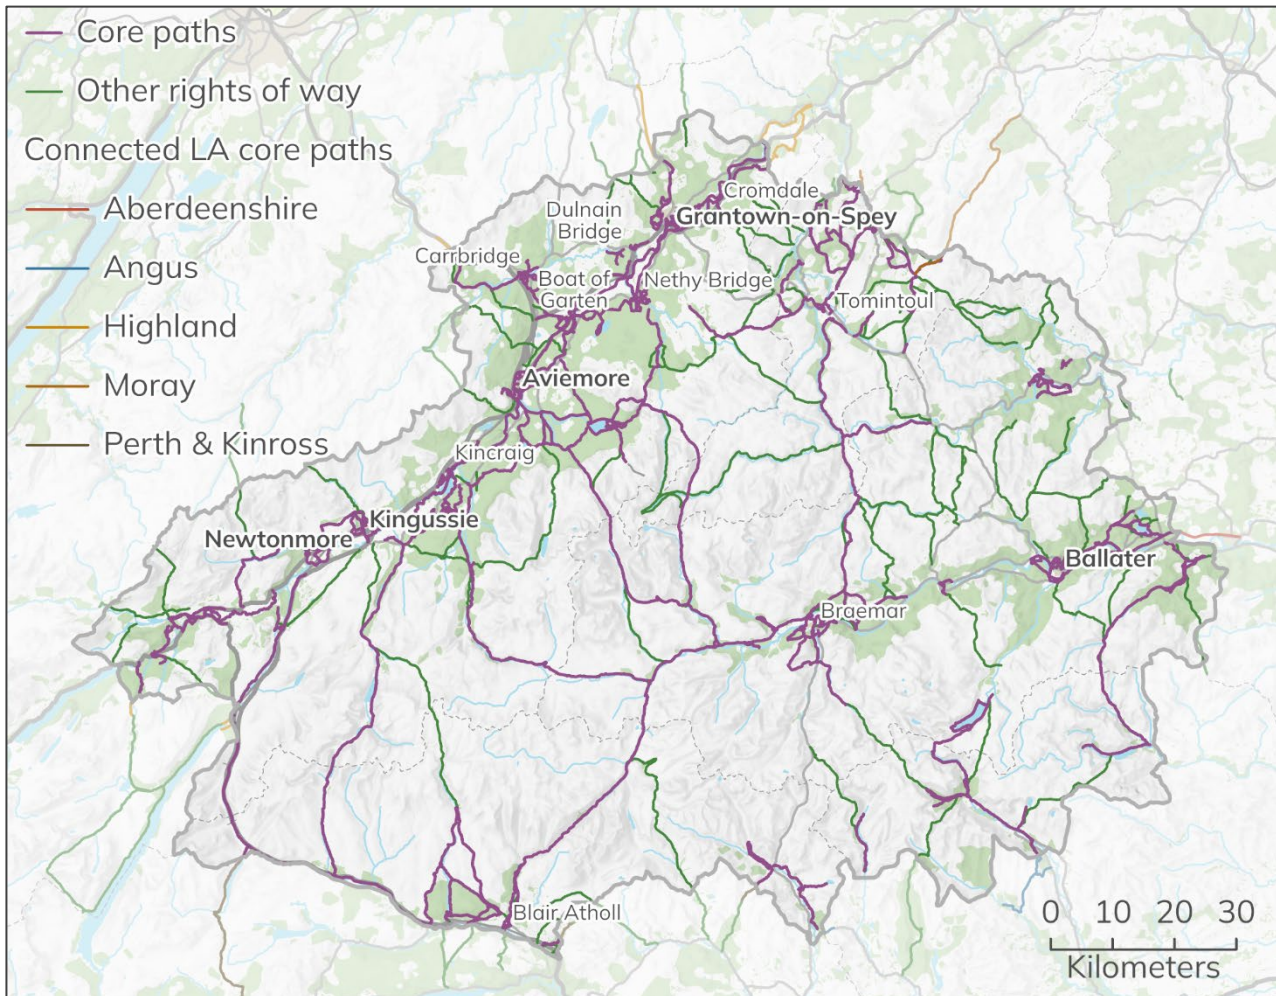 Core paths
Other rights of way
Connected LA core paths
Aberdeenshire
Angus
Highland
Moray
Perth & Kinross
Cromdale
Grantown-on-Spey
Dulnain
Bridge
Carrbridge
Boat of
Garten
Nethy Bridge
Tomintoul
Aviemore
Kincraig
Kingussie
Newtonmore
Ballater
Braemar
Blair Atholl
0 10 20 30
Kilometers